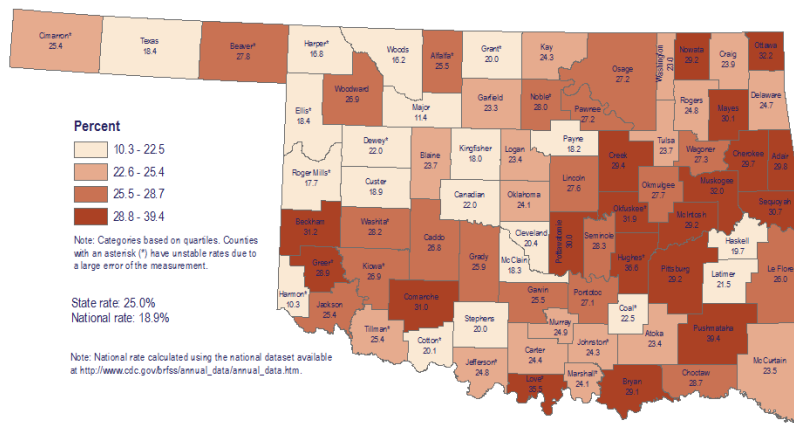 Cimarron*
25.4
Texas
18.4
Beaver*
27.8
Harper*
16.8
Woods
16.2
Alfalfa*
25.5
Grant*
20.0
Kay
24.3
Osage
27.2
Washington
23.0
Nowata
29.2
Craig
23.9
Ottawa
32.2
Woodward
26.9
Major
11.4
Garfield
23.3
Noble*
28.0
Pawnee
27.2
Rogers
24.8
Mayes
30.1
Delaware
24.7
Ellis*
18.4
Dewey*
22.0
Blaine
23.7
Kingfisher
18.0
Logan
23.4
Payne
18.2
Creek
29.4
Tulsa
23.7
Wagoner
27.3
Cherokee
29.7
Adair
29.8
Roger Mills*
17.7
Custer
18.9
Canadian
22.0
Oklahoma
24.1
Lincoln
27.6
Okmulgee
27.7
Muskogee
32.0
Sequoyah
30.7
Beckham
31.2
Washita*
28.2
Caddo
26.8
Grady
25.9
Cleveland
20.4
McClain
18.3
Pottawatomie
30.0
Seminole
28.3
Okfuskee*
31.9
McIntosh
29.2
Haskell
19.7
Greer*
28.9
Kiowa*
26.9
Hughes*
Pittsburg
29.2
Latimer
21.5
Le Flore
26.0
Harmon*
10.3
Jackson
25.4
Comanche
31.0
Garvin
25.5
Pontotoc
27.1
Coal*
22.5
Tillman*
25.4
Cotton*
20.1
Stephens
20.0
Murray
24.9
Johnston*
24.3
Atoka
23.4
Pushmataha
39.4
McCurtain
23.5
Jefferson*
24.8
Carter
24.4
Love*
Marshall*
24.1
Bryan
29.1
Choctaw
28.7
Percent
10.3 - 22.5
22.6 - 25.4
25.5 - 28.7
28.8 - 39.4
Note: Categories based on quartiles. Counties
with an asterisk (*) have unstable rates due to
a large error of the measurement.
State rate: 25.0%
National rate: 18.9%
Note: National rate calculated using the national dataset available
at http://www.cdc.gov/brfss/annual_data/annual_data.htm.